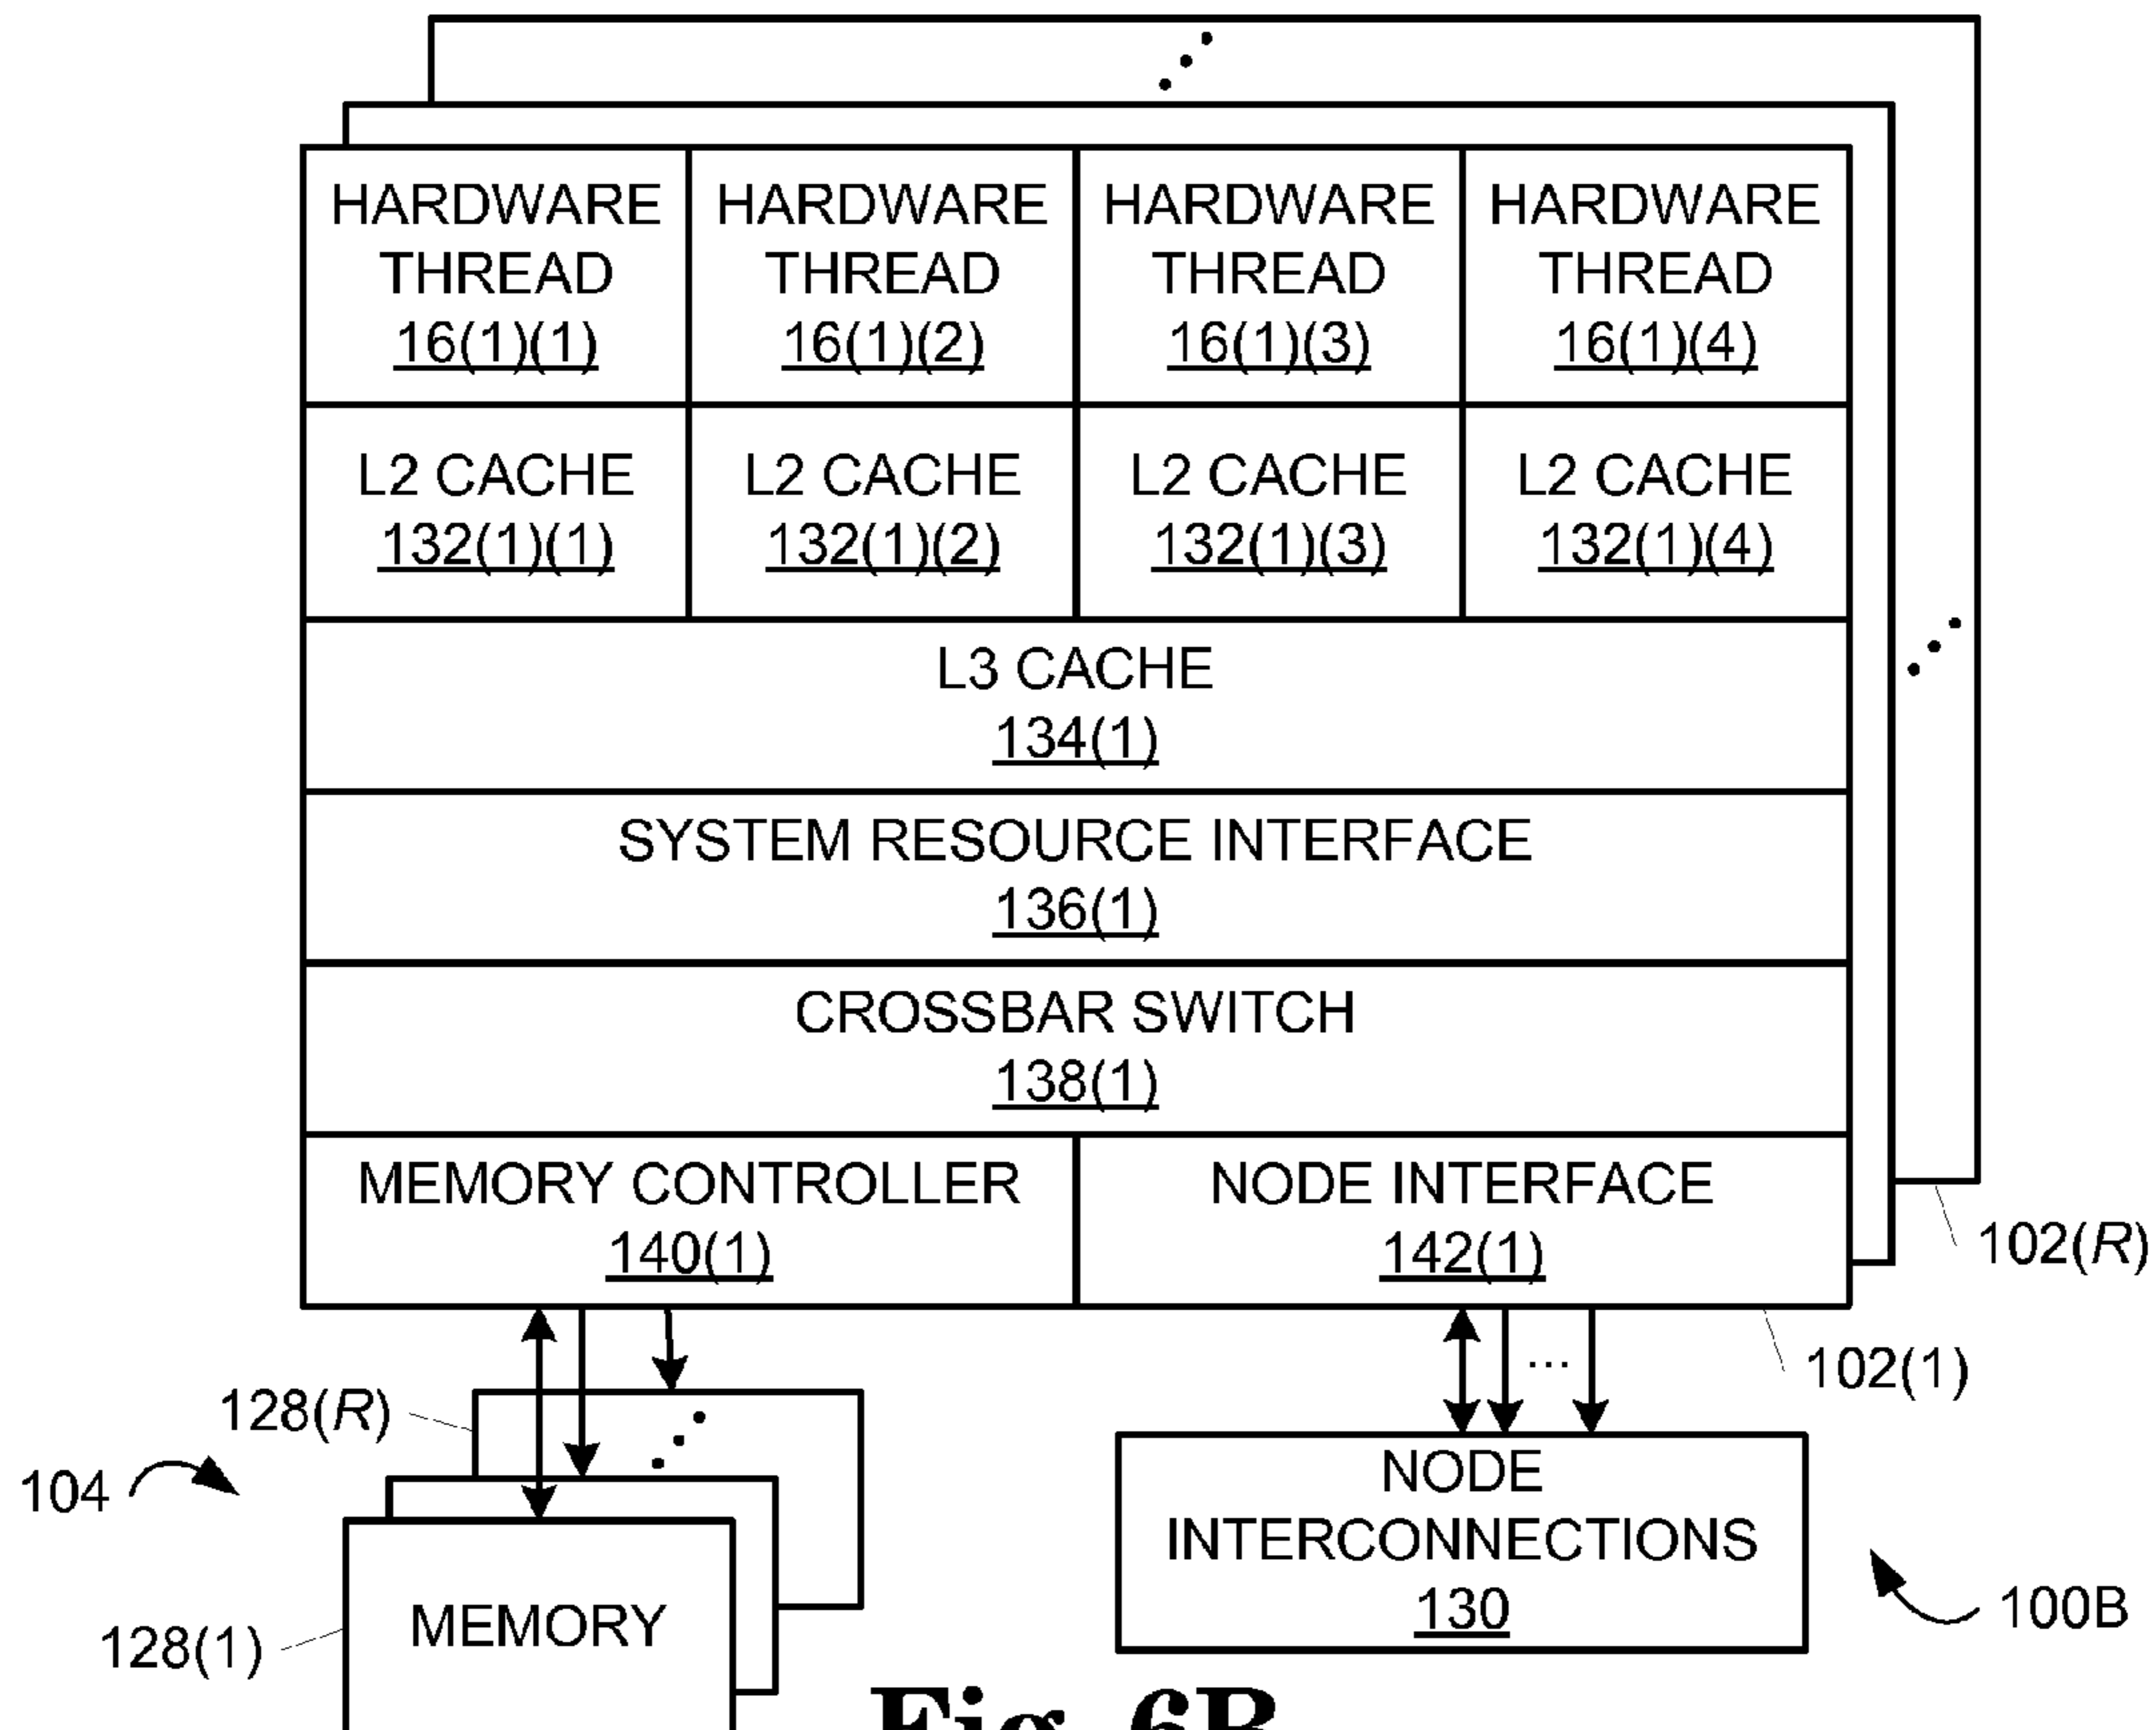 HARDWARE THREAD 16(1)(1)
HARDWARE THREAD 16(1)(2)
HARDWARE THREAD 16(1)(3)
HARDWARE THREAD 16(1)(4)
L2 CACHE 132(1)(1)
L2 CACHE 132(1)(2)
L2 CACHE 132(1)(3)
L2 CACHE 132(1)(4)
L3 CACHE
134(1)
SYSTEM RESOURCE INTERFACE
136(1)
CROSSBAR SWITCH
138(1)
MEMORY CONTROLLER
140(1)
NODE INTERFACE
142(1)
102(R)
102(1)
...
128(R)
104
NODE
INTERCONNECTIONS
130
100B
MEMORY
128(1)
Fig. 6B